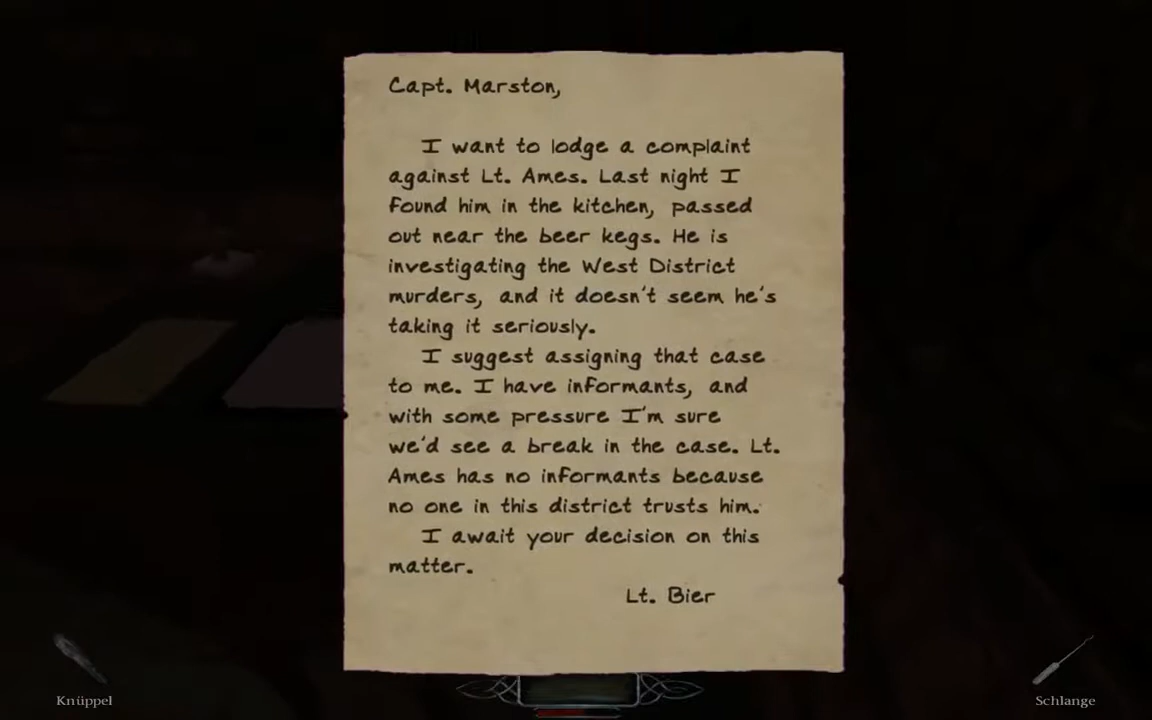 Capt. Marston,
I want to lodge a complaint
against Lt. Ames. Last night I
found him in the kitchen, passed
out near the beer kegs. He is
investigating the West District
murders, and it doesn't seem he's
taking it seriously.
I suggest assigning that case
to me. I have informants, and
with some pressure I'm sure
we'd see a break in the case. Lt.
Ames has no informants because
no one in this district trusts him.
I await your decision on this
matter.
Lt. Bier
Knüppel
Schlange